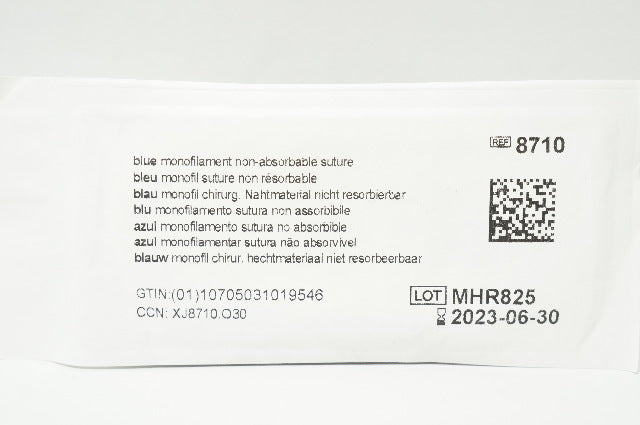 REF 8710
blue monofilament non-absorbable suture
bleu monofil suture non résorbable
blau monofil chirurg. Nahtmaterial nicht resorbierbar
blu monofilamento sutura non assorbibile
azul monofilamento sutura no absorbible
azul monofilamentar sutura não absorvível
blauw monofil chirur. hechtmateriaal niet resorbeerbaar
GTIN:(01)10705031019546
CCN: XJ8710.O30
LOT MHR825
2023-06-30